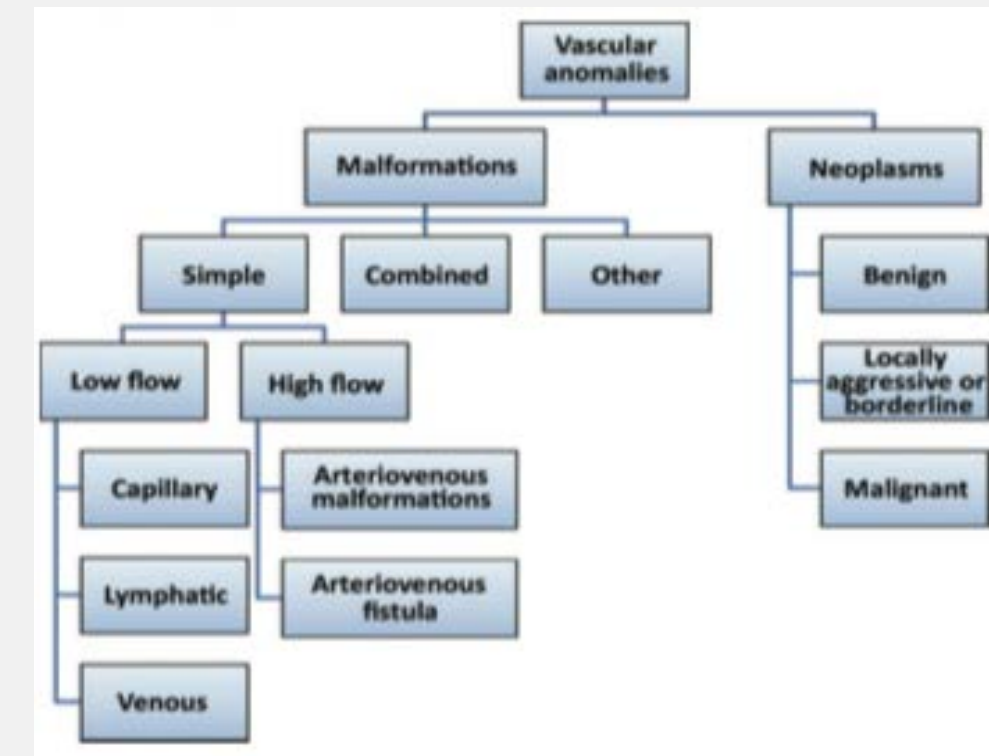 Vascular
anomalies
Malformations
Neoplasms
Simple
Combined
Other
Benign
Low flow
High flow
Locally
aggressive or
borderline
Capillary
Arteriovenous
malformations
Malignant
Lymphatic
Arteriovenous
fistula
Venous